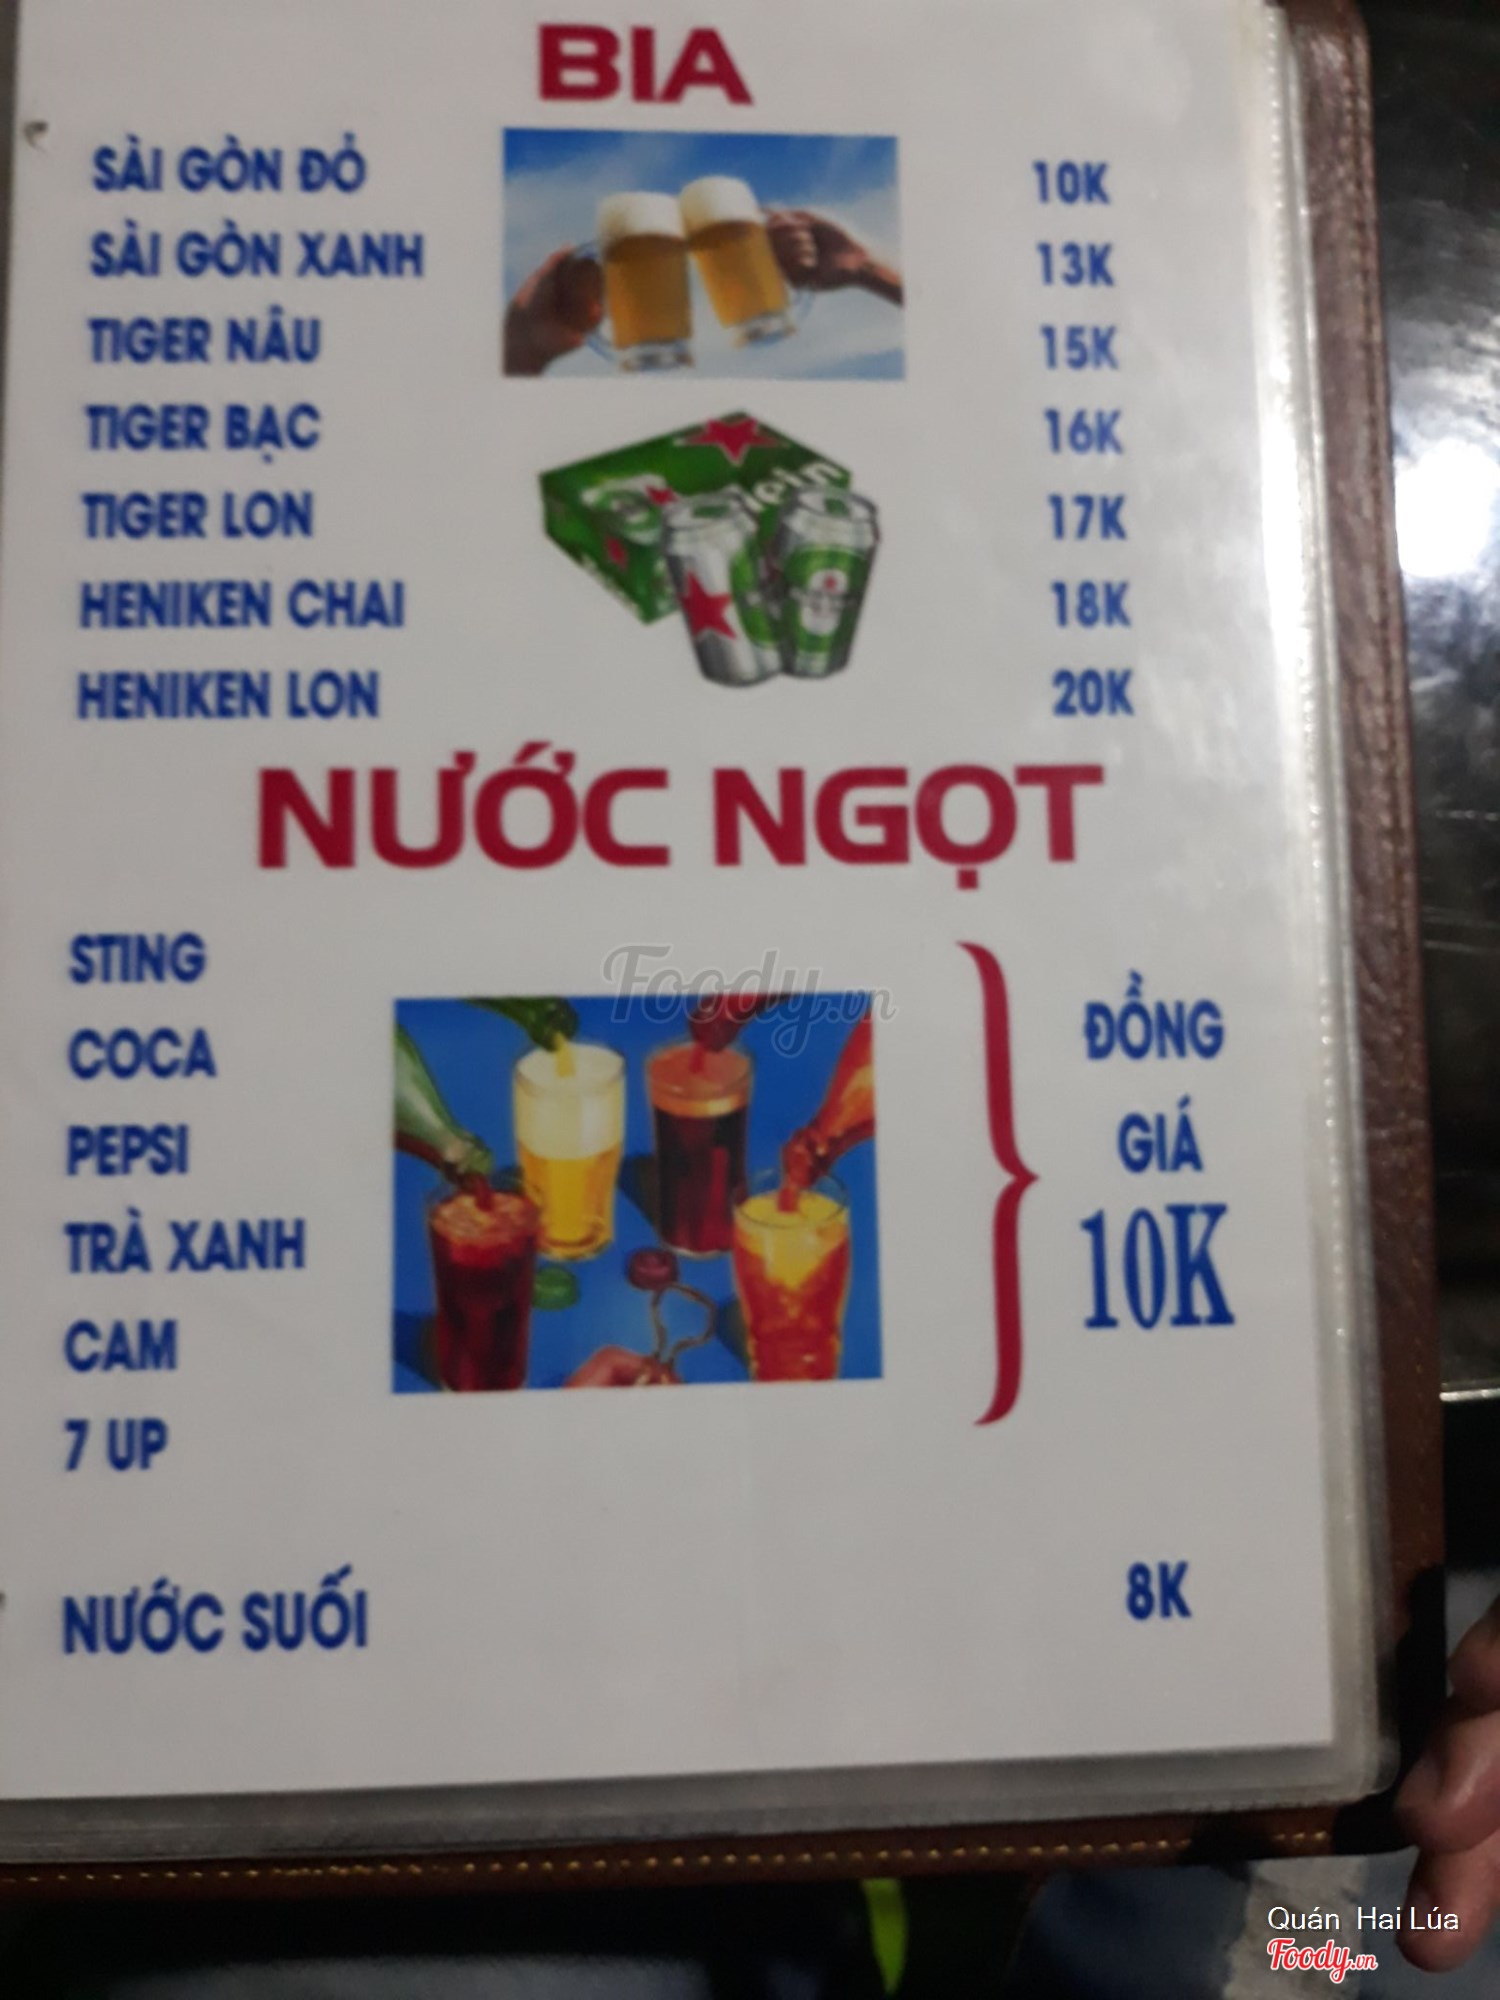 BIA
SÀI GÒN ĐỎ 10K
SÀI GÒN XANH 13K
TIGER NÂU 15K
TIGER BẠC 16K
TIGER LON 17K
HENIKEN CHAI 18K
HENIKEN LON 20K
NƯỚC NGỌT
STING
COCA
PEPSI
TRÀ XANH
CAM
7 UP
ĐỒNG
GIÁ
10K
NƯỚC SUỐI 8K
Foody.vn
Quán Hai Lúa
Foody.vn